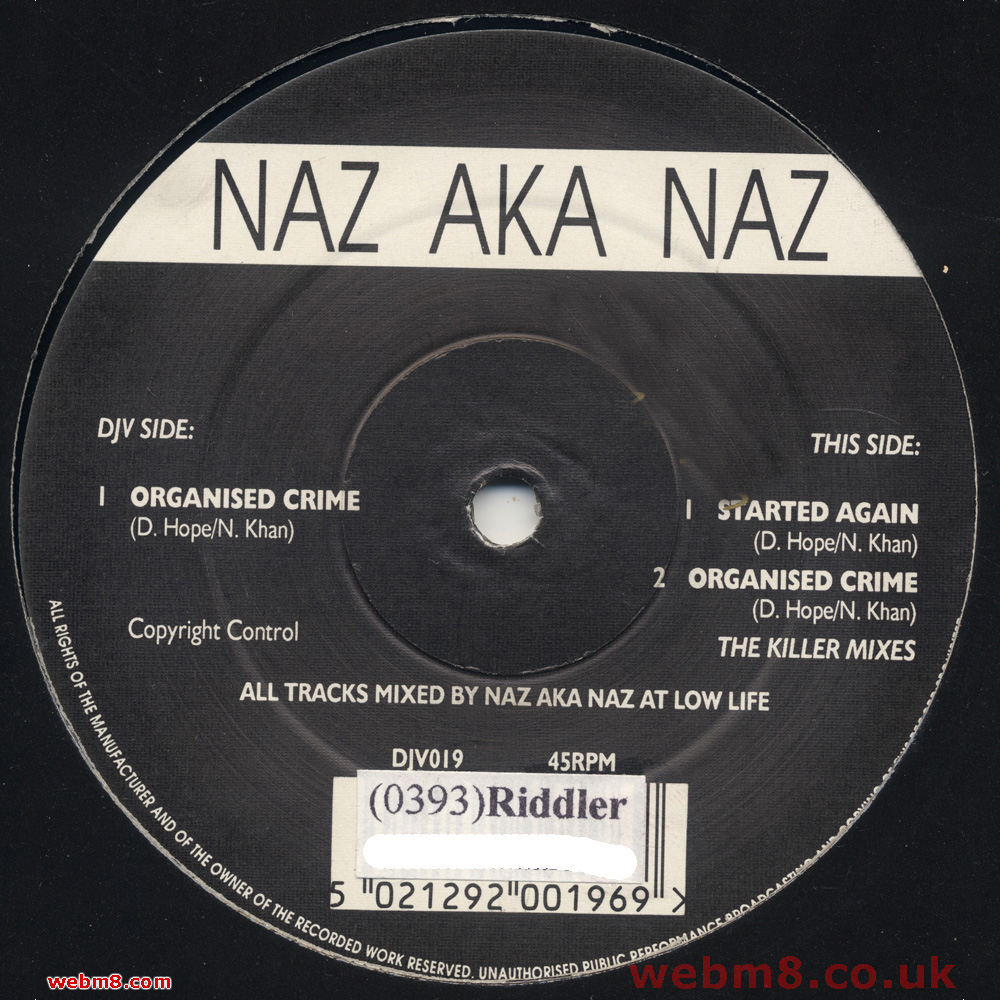 NAZ AKA NAZ
DJV SIDE:
1 ORGANISED CRIME
(D. Hope/N. Khan)
Copyright Control
THIS SIDE:
1 STARTED AGAIN
(D. Hope/N. Khan)
2 ORGANISED CRIME
(D. Hope/N. Khan)
THE KILLER MIXES
ALL TRACKS MIXED BY NAZ AKA NAZ AT LOW LIFE
DJV019 45RPM
(0393)Riddler
5 "021292"001969" >
ALL RIGHTS OF THE MANUFACTURER AND OF THE OWNER OF THE RECORDED WORK RESERVED. UNAUTHORISED PUBLIC PERFORMANCE BROADCASTING AND COPYING
webm8.com
webm8.co.uk